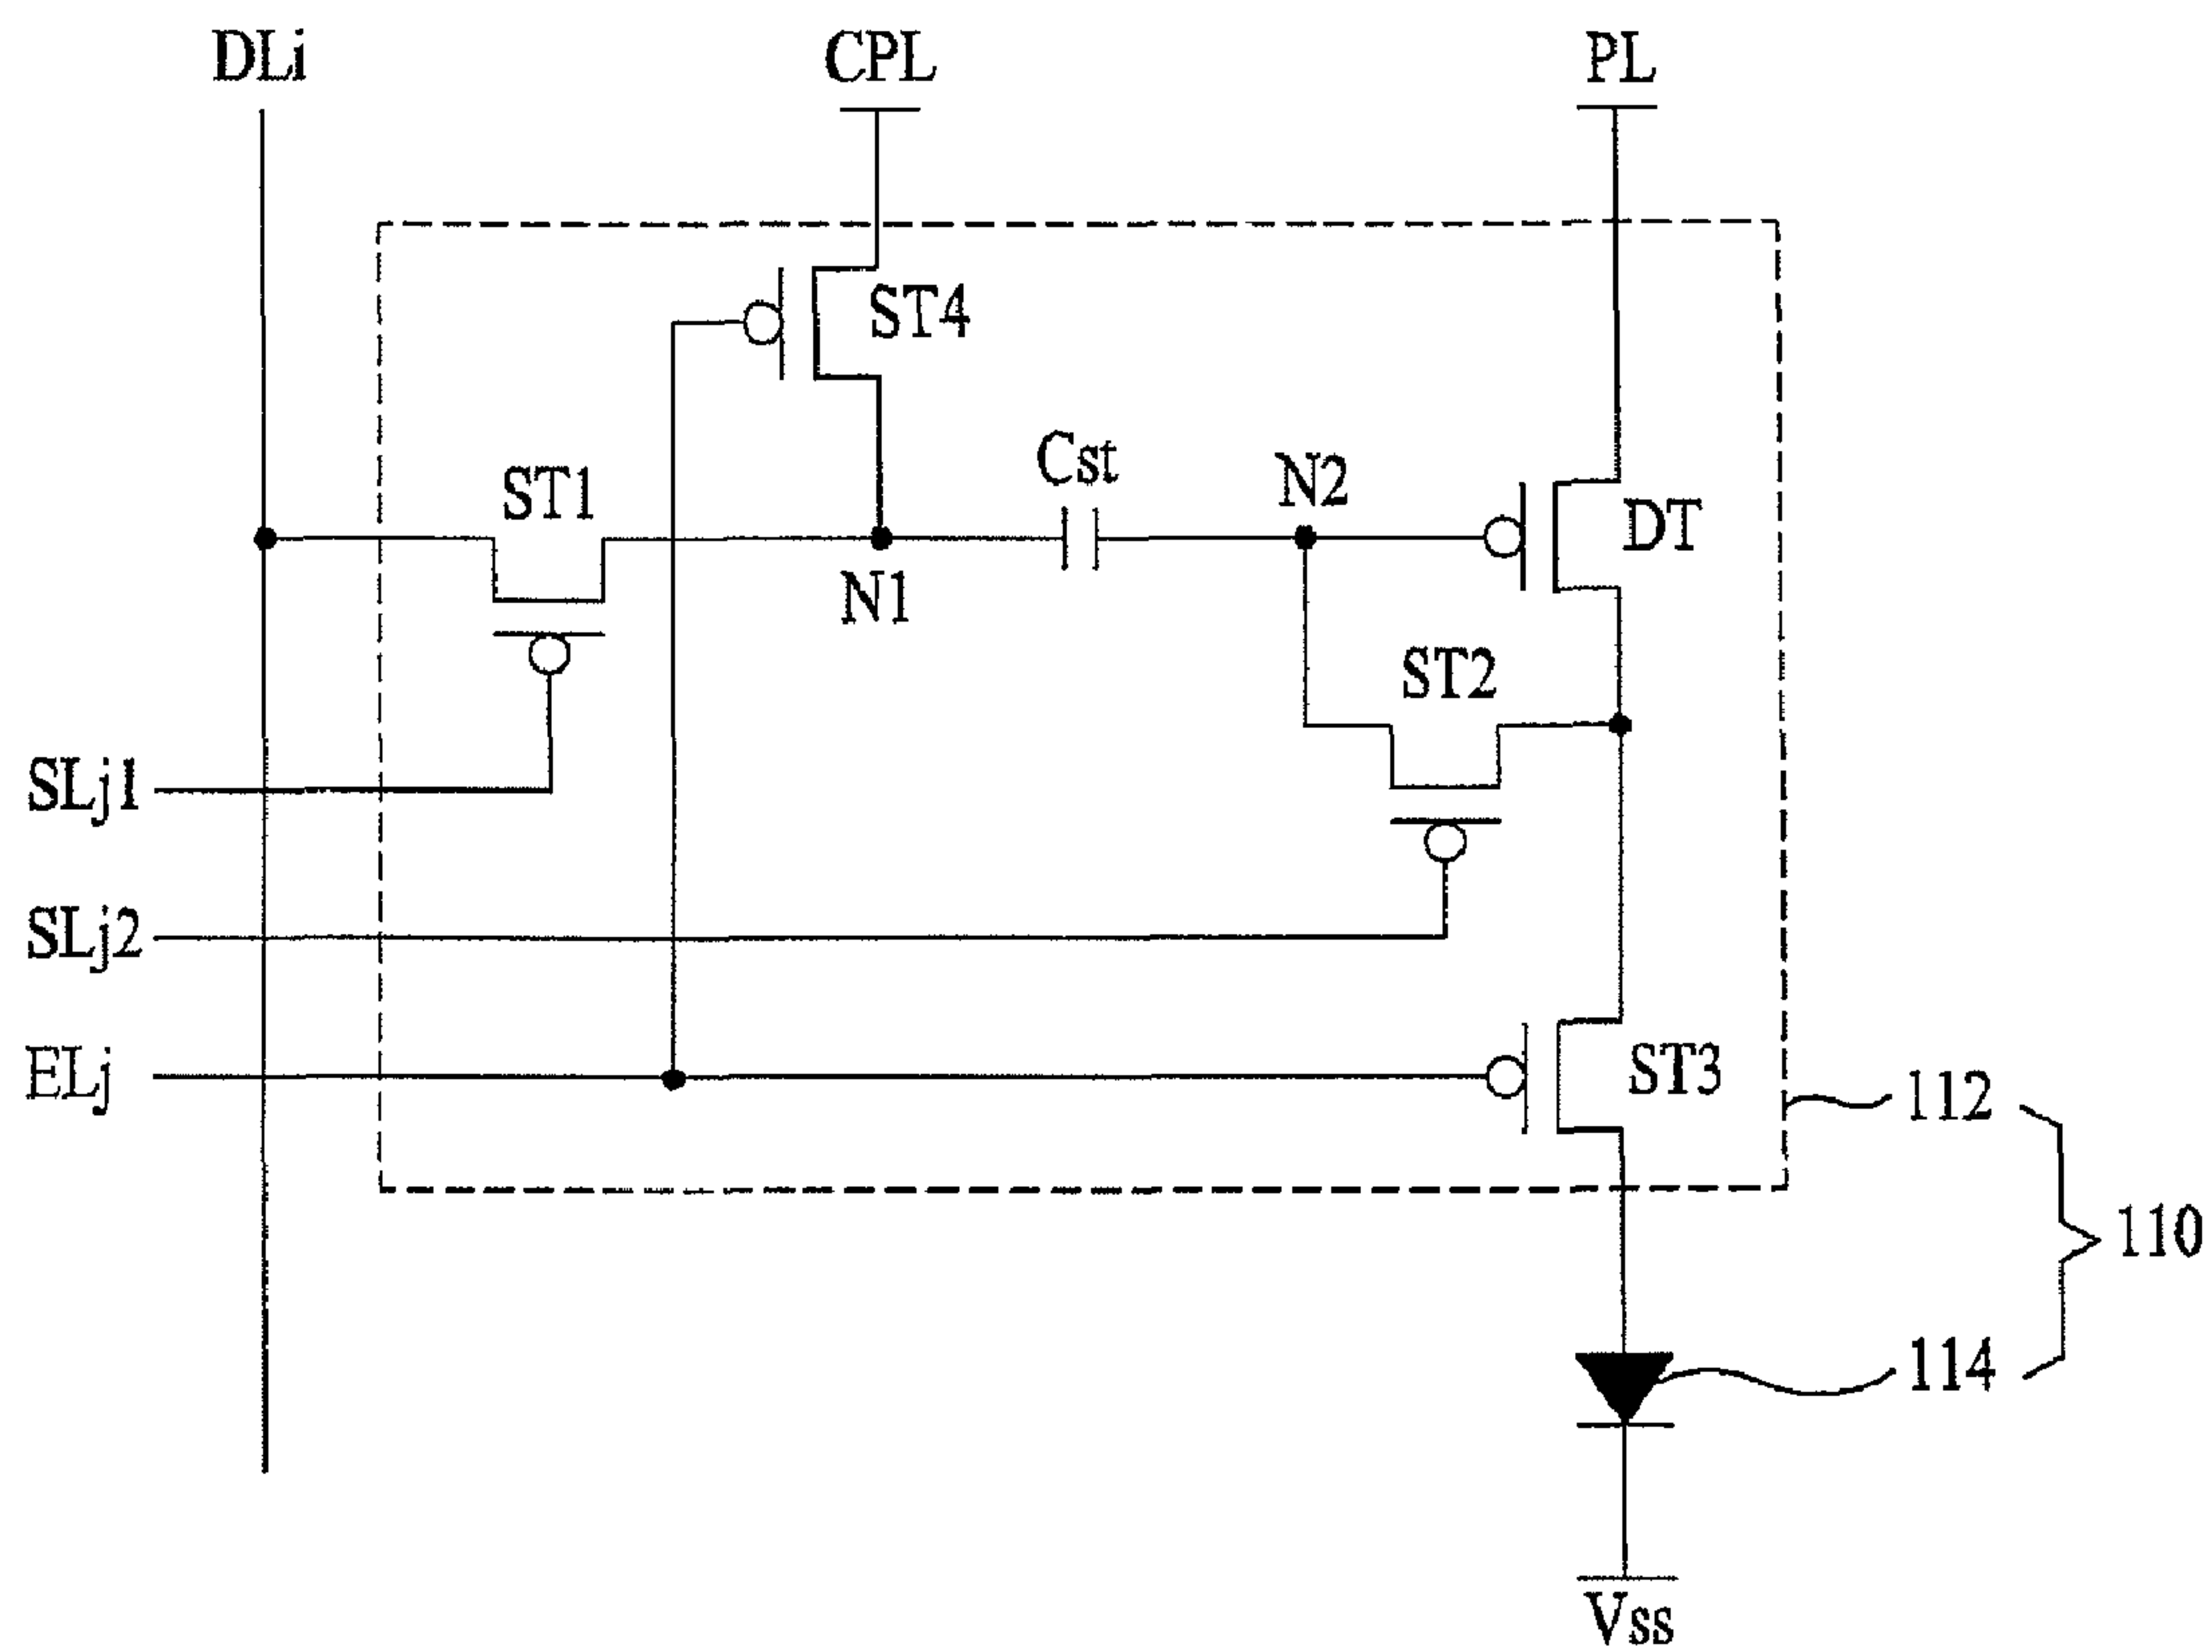 DLi
CPL
PL
ST4
ST1
Cst
N2
DT
N1
ST2
SLj1
SLj2
ELj
ST3
112
110
114
Vss